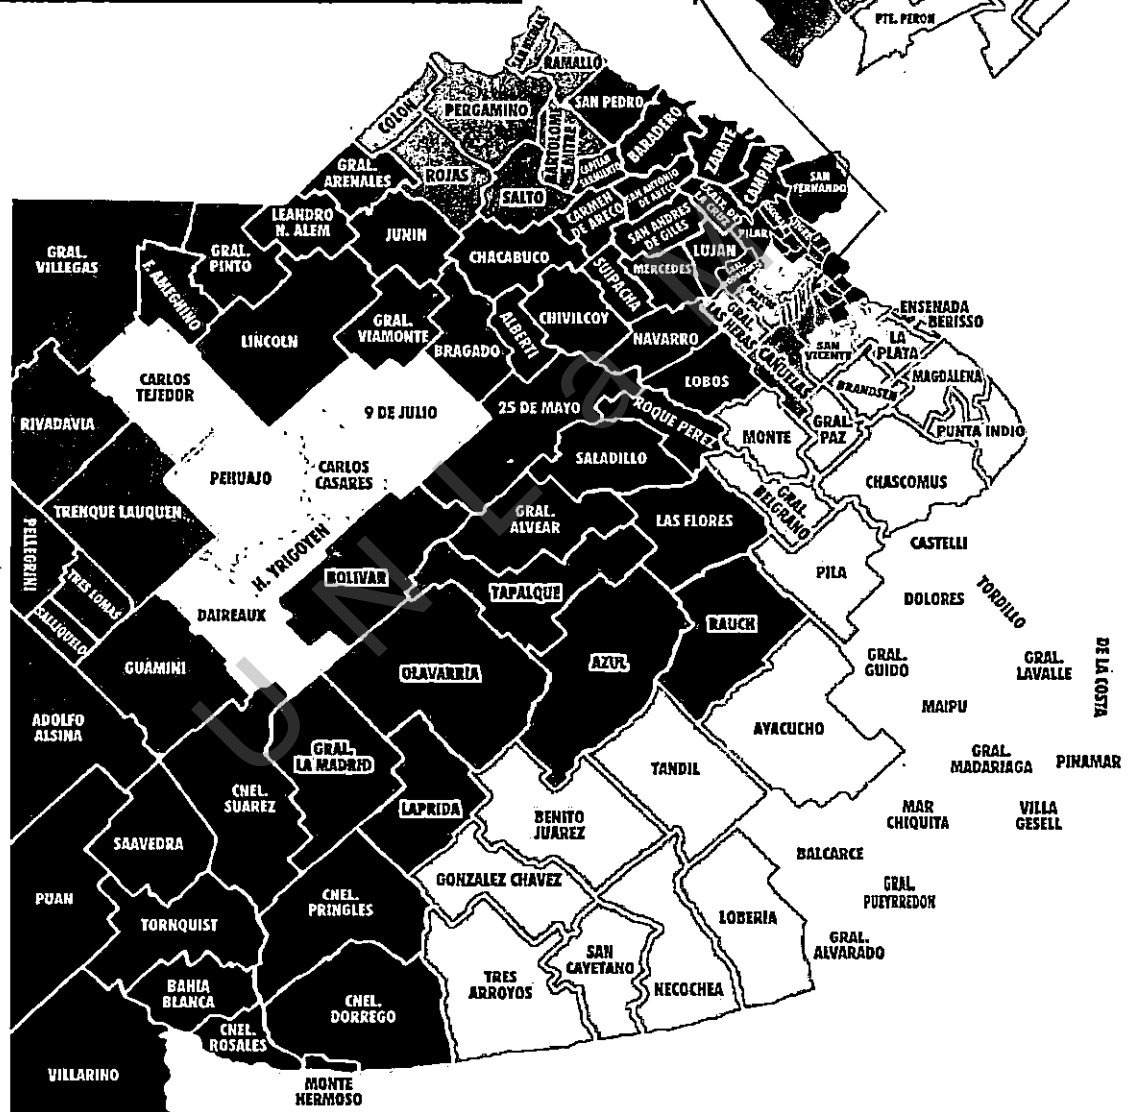 PTE. PERON
SAN NICOLAS
RAMALLO
COLON
PERGAMINO
BARTOLOME
MITRE
SAN PEDRO
BARADERO
ZARATE
CAMPANA
SAN
FERNANDO
GRAL.
ARENALES
ROJAS
SALTO
CAPITAN
SARMIENTO
CARMEN
DE ARECO
SAN ANTONIO
DE ARECO
EXALT. DE
LA CRUZ
ESCOBAR
TIGRE
PILAR
LEANDRO
N. ALEM
JUNIN
SAN ANDRES
DE GILES
LUJAN
GRAL.
VILLEGAS
GRAL.
PINTO
CHACABUCO
SUIPACHA
MERCEDES
F. AMEGHINO
LINCOLN
GRAL.
VIAMONTE
BRAGADO
ALBERTI
CHIVILCOY
NAVARRO
GRAL.
LAS HERAS
ENSENADA
BERISSO
LA
PLATA
SAN
VICENTE
CAÑUELAS
CARLOS
TEJEDOR
9 DE JULIO
25 DE MAYO
LOBOS
BRANDSEN
MAGDALENA
RIVADAVIA
ROQUE PEREZ
MONTE
GRAL.
PAZ
PUNTA INDIO
PEHUAJO
CARLOS
CASARES
SALADILLO
CHASCOMUS
TRENQUE LAUQUEN
GRAL.
ALVEAR
LAS FLORES
GRAL.
BELGRANO
PELLEGRINI
H. YRIGOYEN
CASTELLI
TRES LOMAS
BOLIVAR
TAPALQUE
PILA
DOLORES
TORDILLO
SALLIQUELO
DAIREAUX
RAUCH
GUAMINI
OLAVARRIA
AZUL
GRAL.
GUIDO
GRAL.
LAVALLE
DE LA COSTA
ADOLFO
ALSINA
MAIPU
AYACUCHO
GRAL.
LA MADRID
TANDIL
GRAL.
MADARIAGA
PINAMAR
CNEL.
SUAREZ
LAPRIDA
BENITO
JUAREZ
MAR
CHIQUITA
VILLA
GESELL
SAAVEDRA
BALCARCE
PUAN
CNEL.
PRINGLES
GONZALEZ CHAVEZ
GRAL.
PUEYRREDON
TORNQUIST
LOBERIA
GRAL.
ALVARADO
BAHIA
BLANCA
CNEL.
DORREGO
TRES
ARROYOS
SAN
CAYETANO
NECOCHEA
CNEL.
ROSALES
VILLARINO
MONTE
HERMOSO